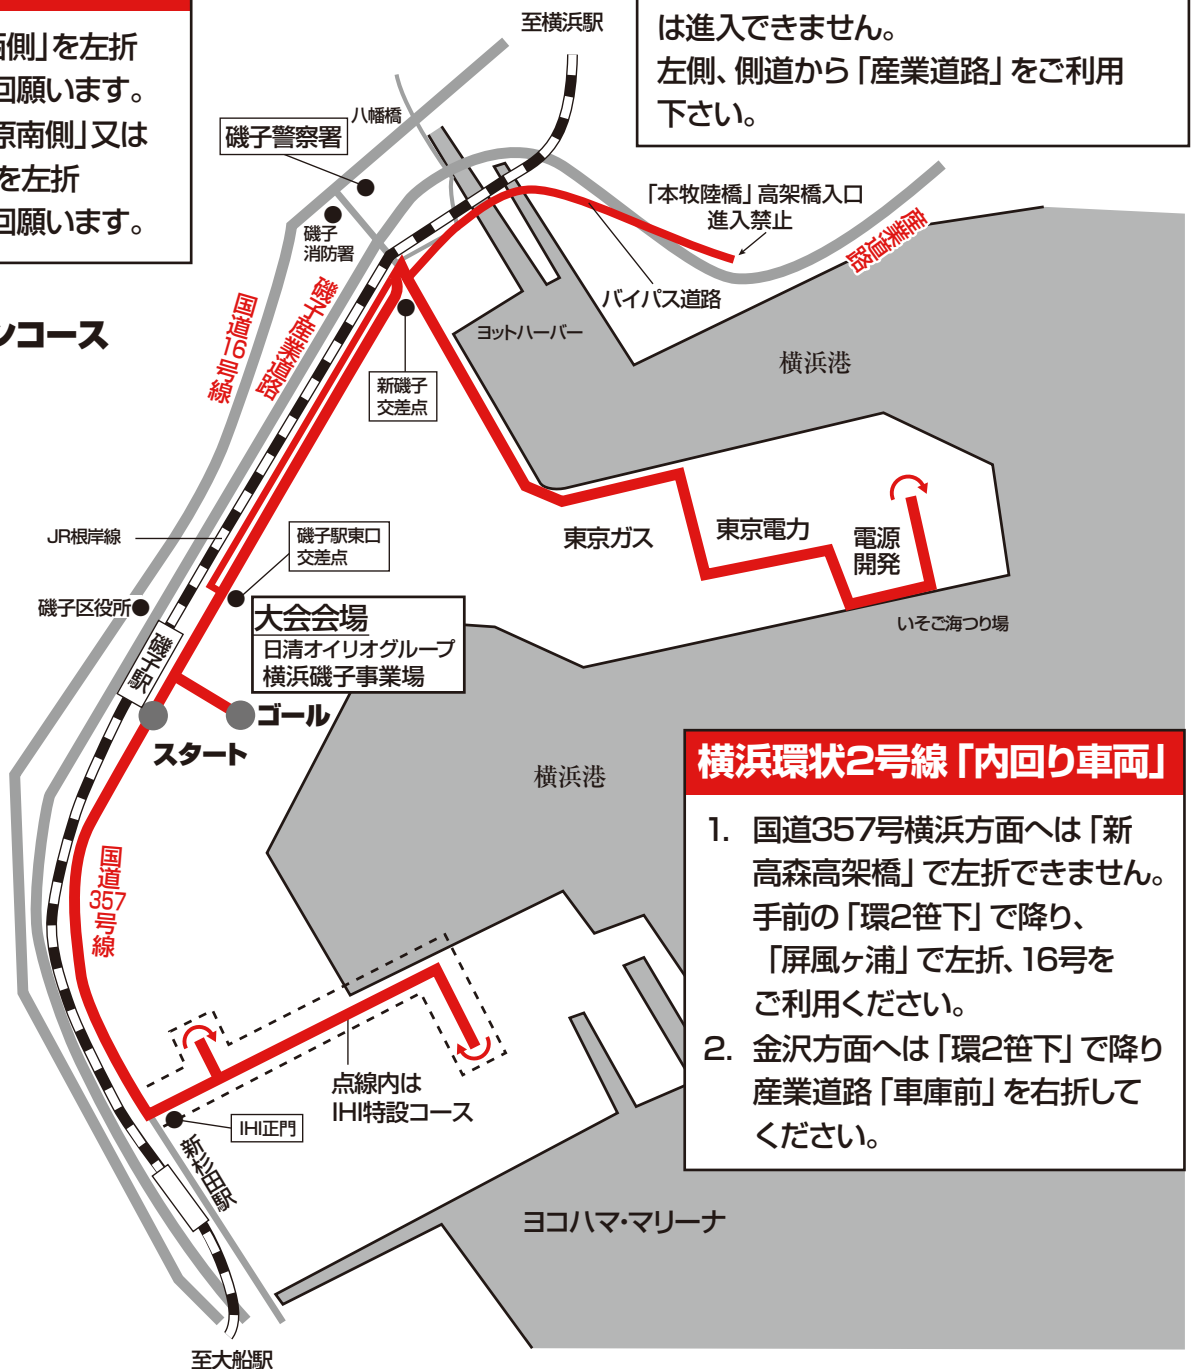 側」を左折
回願います。
原南側」又は
を左折
回願います。
ンコース
は進入できません。
左側、側道から「産業道路」をご利用
下さい。
至横浜駅
八幡橋
磯子警察署
磯子
消防署
「本牧陸橋」高架橋入口
進入禁止
産業道路
バイパス道路
国道16号線
磯子産業道路
ヨットハーバー
横浜港
新磯子
交差点
JR根岸線
磯子駅東口
交差点
東京ガス
東京電力
電源
開発
磯子区役所
いそご海づり場
大会会場
日清オイリオグループ
横浜磯子事業場
磯子駅
ゴール
スタート
横浜港
横浜環状2号線「内回り車両」
1. 国道357号横浜方面へは「新
高森高架橋」で左折できません。
手前の「環2笹下」で降り、
「屏風ヶ浦」で左折、16号を
ご利用ください。
2. 金沢方面へは「環2笹下」で降り
産業道路「車庫前」を右折して
ください。
国道357号線
点線内は
IHI特設コース
IHI正門
新杉田駅
ヨコハマ・マリーナ
至大船駅